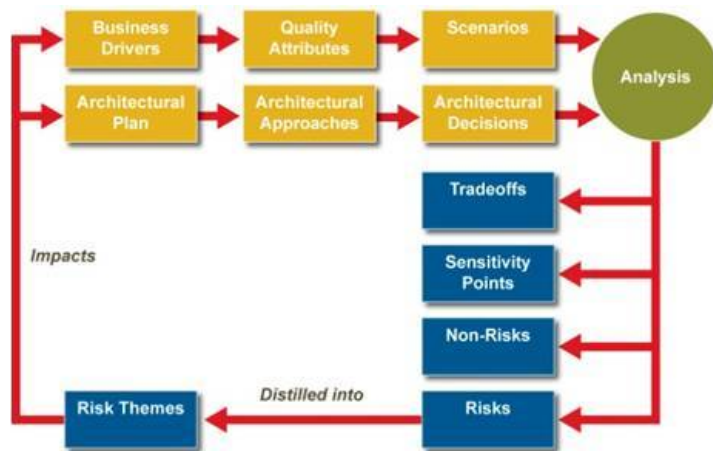 Business
Drivers
Quality
Attributes
Scenarios
Analysis
Architectural
Plan
Architectural
Approaches
Architectural
Decisions
Tradeoffs
Impacts
Sensitivity
Points
Non-Risks
Distilled into
Risk Themes
Risks